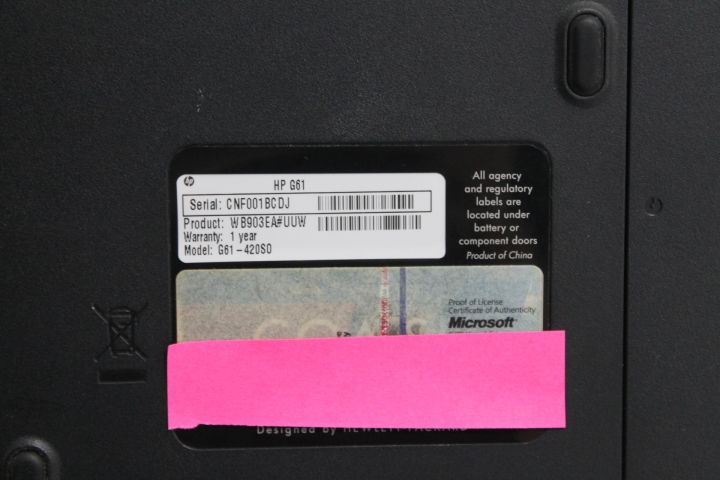 hp
HP G61
Serial: CNF001BCDJ
Product: WB903EA#UUW
Warranty: 1 year
Model: G61-420SO
All agency
and regulatory
labels are
located under
battery or
component doors
Product of China
Proof of License
Certificate of Authenticity
Microsoft
Designed by HEWLETT PACKARD